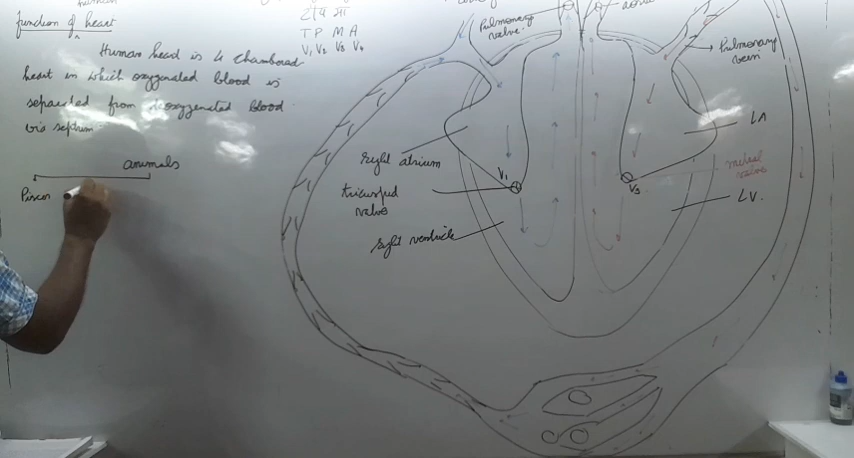 function of heart
Human heart is 4 chambered
heart in which oxygenated blood is
separated from deoxygenated blood
via septum
animals
Pisces
T P M A
V₁ V₂ V₃ V₄
Pulmonary
valve
Pulmonary
vein
LA
mitral
valve
V₃
LV.
right atrium
V₁
tricuspid
valve
right ventricle